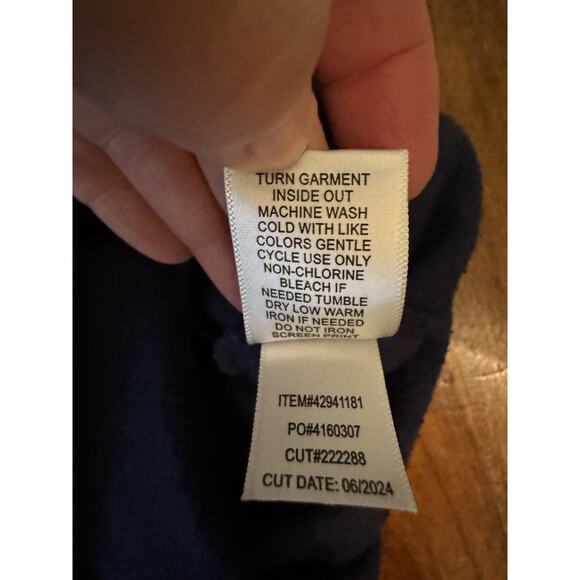 TURN GARMENT
INSIDE OUT
MACHINE WASH
COLD WITH LIKE
COLORS GENTLE
CYCLE USE ONLY
NON-CHLORINE
BLEACH IF
NEEDED TUMBLE
DRY LOW WARM
IRON IF NEEDED
DO NOT IRON
SCREEN PRINT
ITEM#42941181
PO#4160307
CUT#222288
CUT DATE: 06/2024